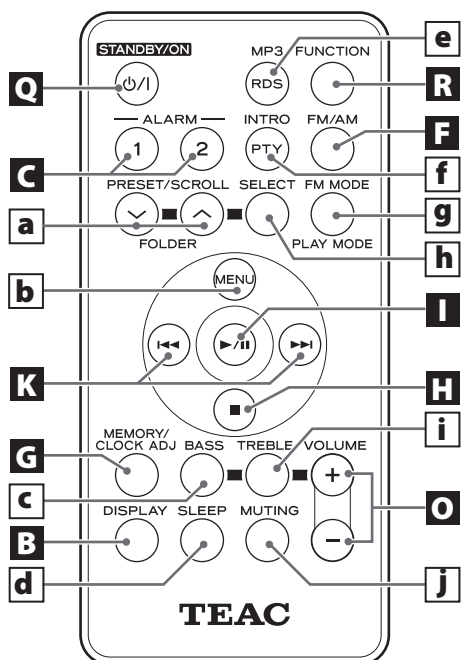 STANDBY/ON MP3 FUNCTION e
Q ⏻/I RDS R
ALARM INTRO FM/AM
C 1 2 PTY F
f
PRESET/SCROLL SELECT FM MODE
a g
FOLDER PLAY MODE h
b MENU
I
K
H
MEMORY/
CLOCK ADJ BASS TREBLE VOLUME i
G +
c O
DISPLAY SLEEP MUTING
B −
d j
TEAC